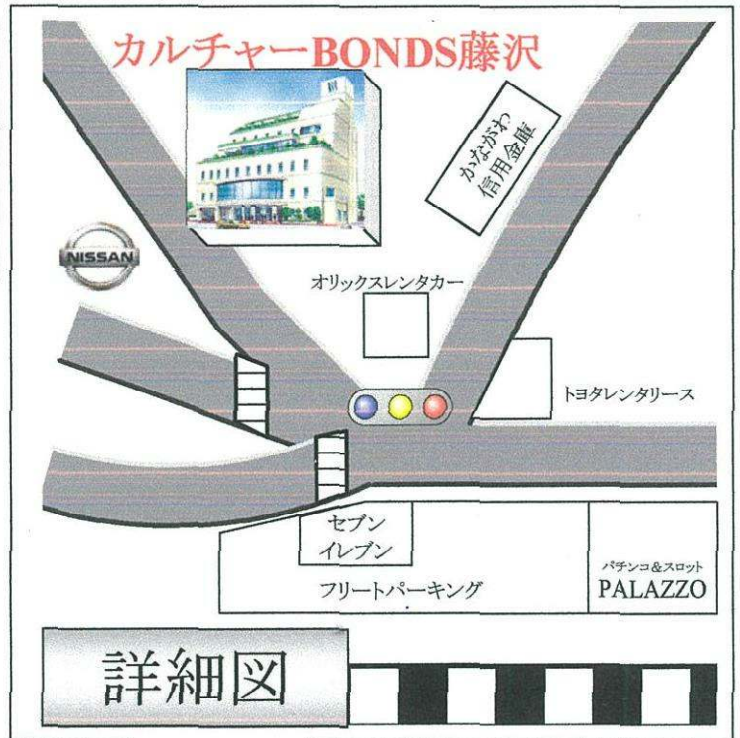 カルチャーBONDS藤沢
かながわ
信用金庫
NISSAN
オリックスレンタカー
トヨタレンタリース
セブン
イレブン
フリートパーキング
パチンコ&スロット
PALAZZO
詳細図